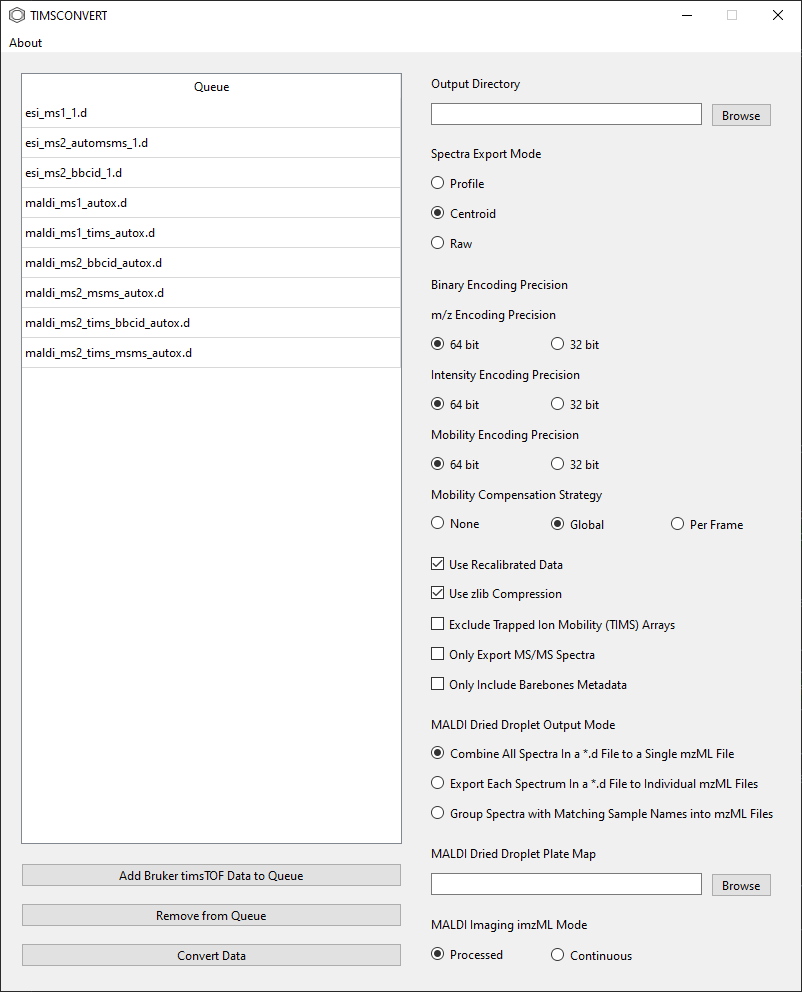 TIMSCONVERT
About
Queue
esi_ms1_1.d
esi_ms2_automsms_1.d
esi_ms2_bbcid_1.d
maldi_ms1_autox.d
maldi_ms1_tims_autox.d
maldi_ms2_bbcid_autox.d
maldi_ms2_msms_autox.d
maldi_ms2_tims_bbcid_autox.d
maldi_ms2_tims_msms_autox.d
Add Bruker timsTOF Data to Queue
Remove from Queue
Convert Data
Output Directory
Browse
Spectra Export Mode
Profile
Centroid
Raw
Binary Encoding Precision
m/z Encoding Precision
64 bit 32 bit
Intensity Encoding Precision
64 bit 32 bit
Mobility Encoding Precision
64 bit 32 bit
Mobility Compensation Strategy
None Global Per Frame
Use Recalibrated Data
Use zlib Compression
Exclude Trapped Ion Mobility (TIMS) Arrays
Only Export MS/MS Spectra
Only Include Barebones Metadata
MALDI Dried Droplet Output Mode
Combine All Spectra In a *.d File to a Single mzML File
Export Each Spectrum In a *.d File to Individual mzML Files
Group Spectra with Matching Sample Names into mzML Files
MALDI Dried Droplet Plate Map
Browse
MALDI Imaging imzML Mode
Processed Continuous